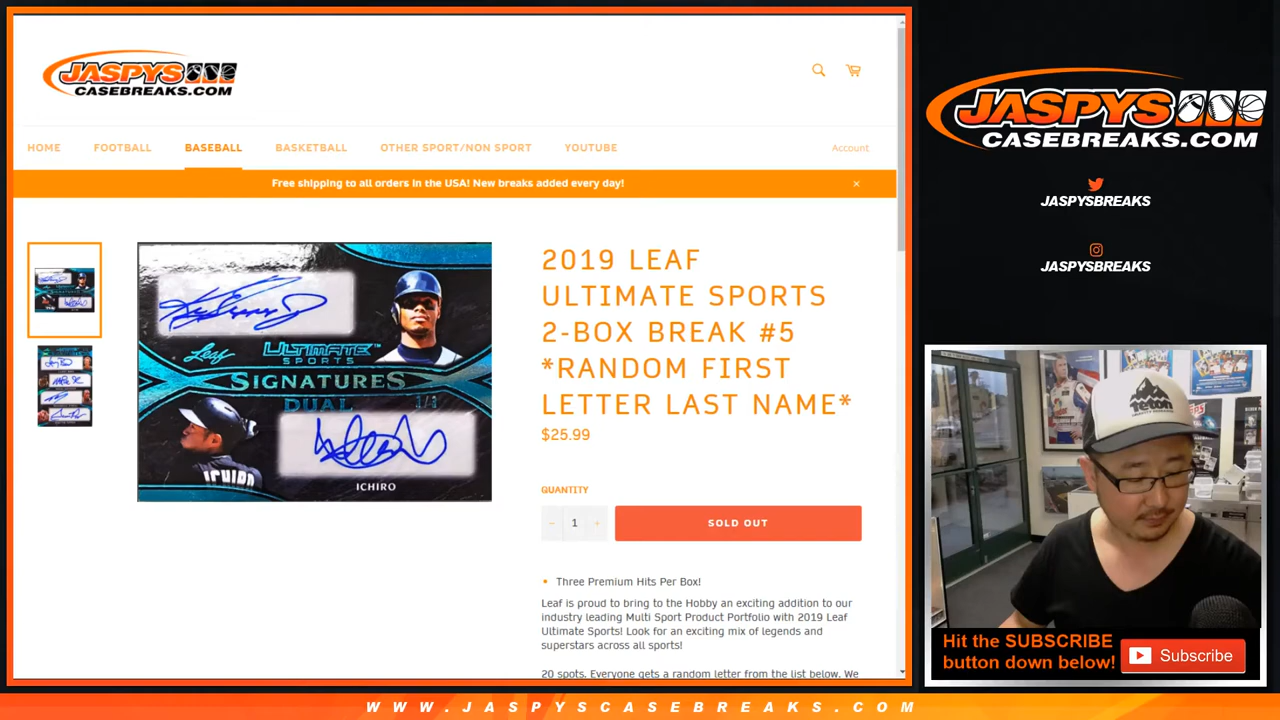 JASPYS
CASEBREAKS.COM
HOME FOOTBALL BASEBALL BASKETBALL OTHER SPORT/NON SPORT YOUTUBE Account
Free shipping to all orders in the USA! New breaks added every day! ×
Leaf ULTIMATE
SPORTS
SIGNATURES
DUAL 1/1
ICHIRO
ICHIRO
2019 LEAF
ULTIMATE SPORTS
2-BOX BREAK #5
*RANDOM FIRST
LETTER LAST NAME*
$25.99
QUANTITY
− 1 + SOLD OUT
• Three Premium Hits Per Box!
Leaf is proud to bring to the Hobby an exciting addition to our
industry leading Multi Sport Product Portfolio with 2019 Leaf
Ultimate Sports! Look for an exciting mix of legends and
superstars across all sports!
20 spots. Everyone gets a random letter from the list below. We
JASPYS
CASEBREAKS.COM
JASPYSBREAKS
JASPYSBREAKS
Teton
Hit the SUBSCRIBE
button down below!
Subscribe
WWW.JASPYSCASEBREAKS.COM